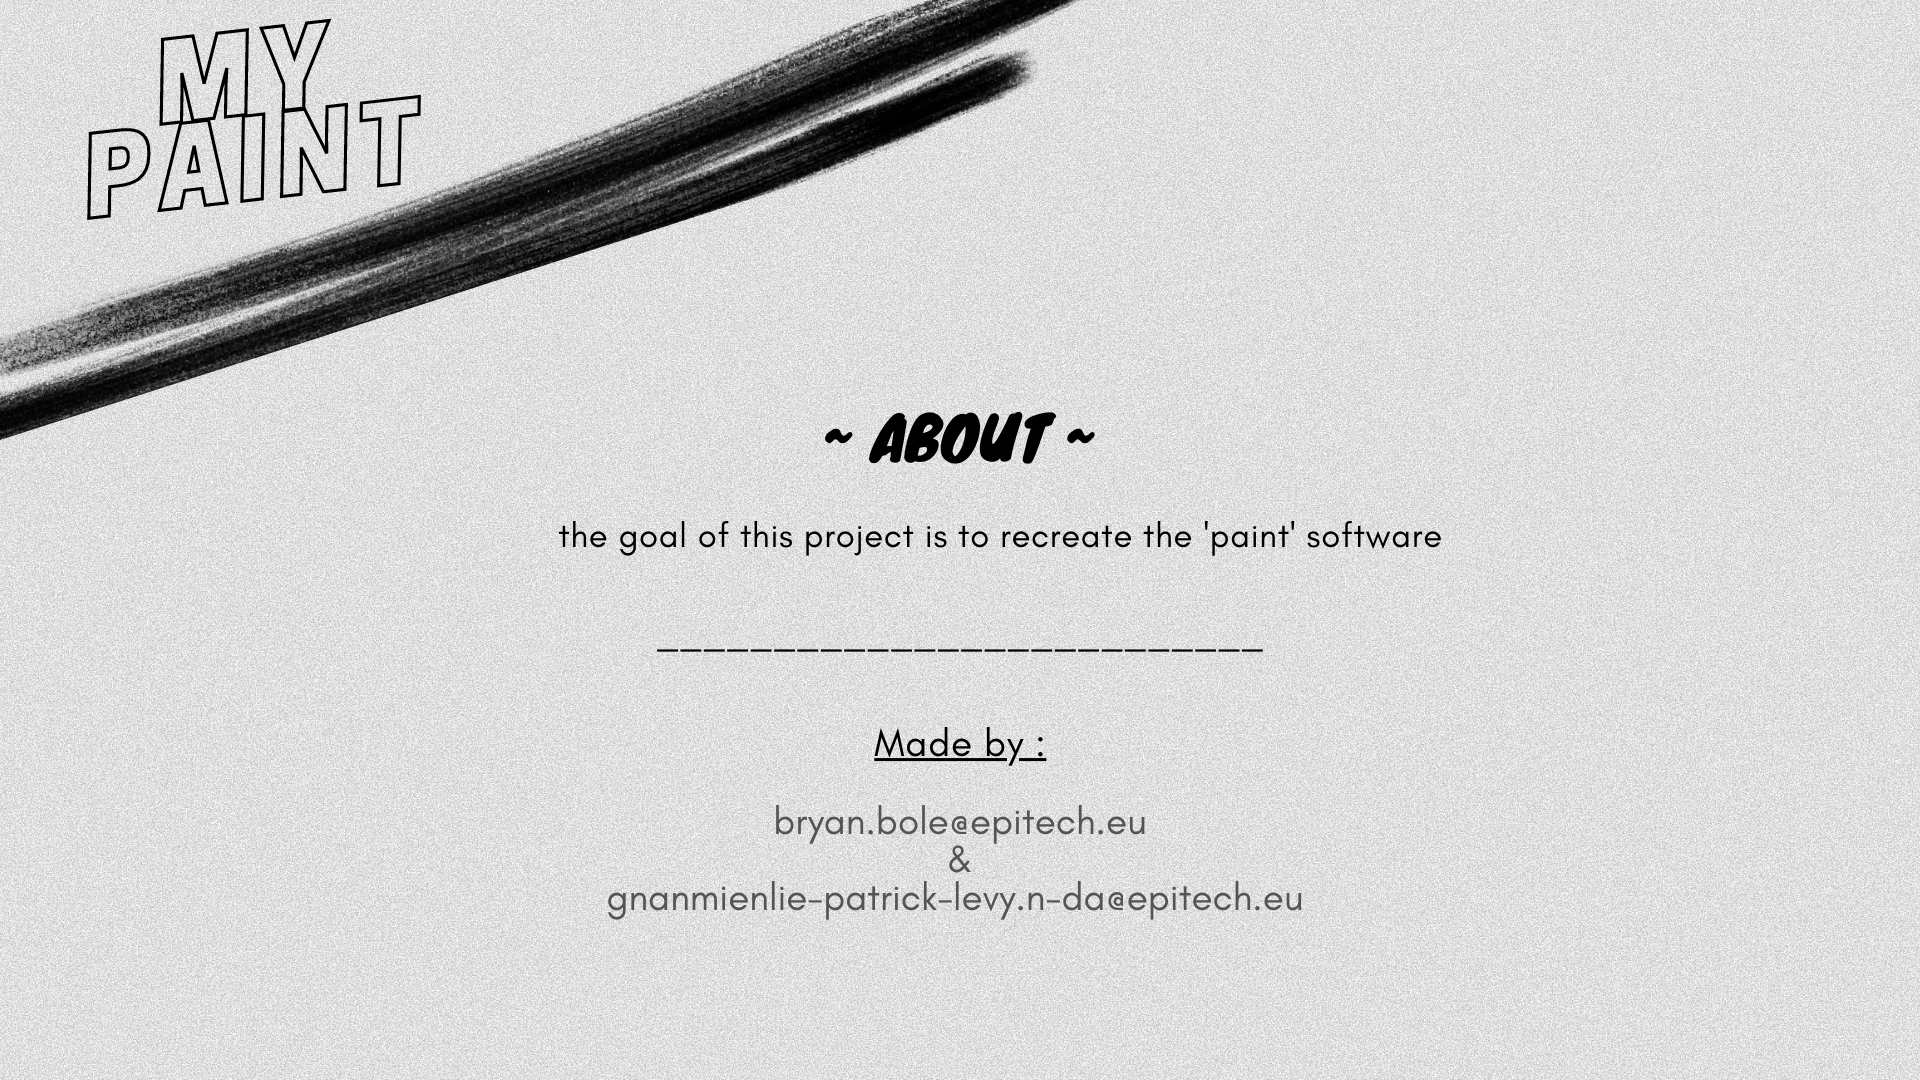 MY
PAINT
~ ABOUT ~
the goal of this project is to recreate the 'paint' software
__________________________
Made by :
bryan.bole@epitech.eu
&
gnanmienlie-patrick-levy.n-da@epitech.eu